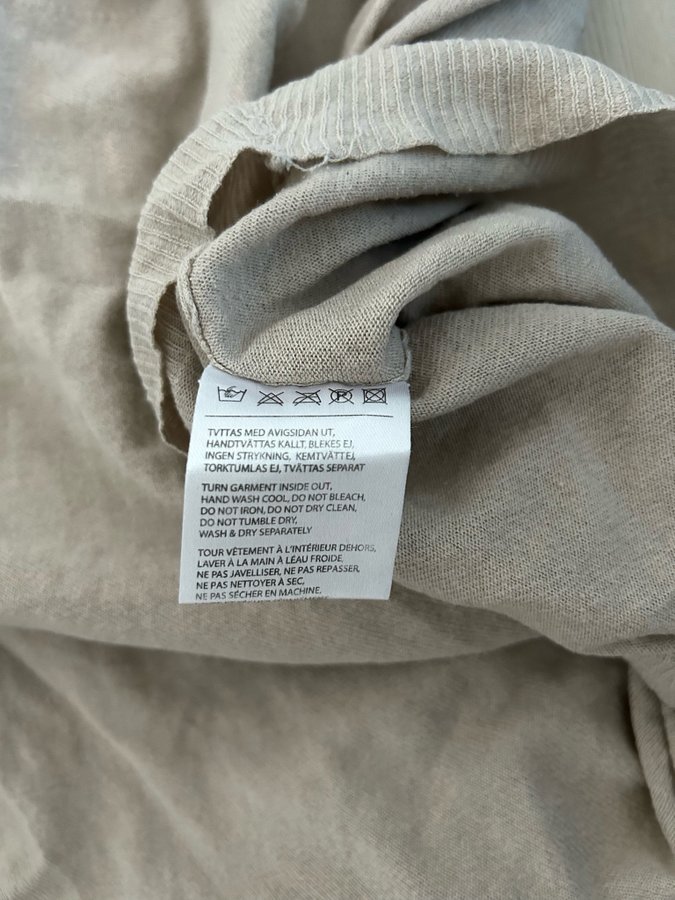 TVTTAS MED AVIGSIDAN UT,
HANDTVÄTTAS KALLT, BLEKES EJ,
INGEN STRYKNING, KEMTVÄTTEJ,
TORKTUMLAS EJ, TVÄTTAS SEPARAT
TURN GARMENT INSIDE OUT,
HAND WASH COOL, DO NOT BLEACH,
DO NOT IRON, DO NOT DRY CLEAN,
DO NOT TUMBLE DRY,
WASH & DRY SEPARATELY
TOUR VÊTEMENT À L'INTÉRIEUR DEHORS,
LAVER À LA MAIN À LÉAU FROIDE,
NE PAS JAVELLISER, NE PAS REPASSER,
NE PAS NETTOYER À SEC,
NE PAS SÉCHER EN MACHINE,